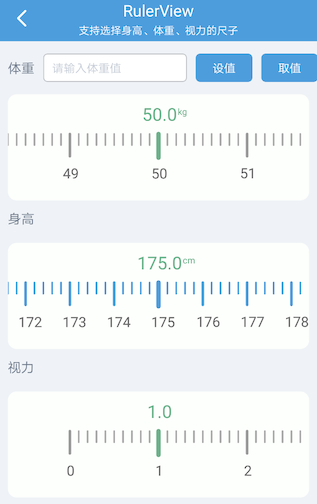 RulerView
支持选择身高、体重、视力的尺子
体重 请输入体重值 设值 取值
50.0kg
49 50 51
身高
175.0cm
172 173 174 175 176 177 178
视力
1.0
0 1 2